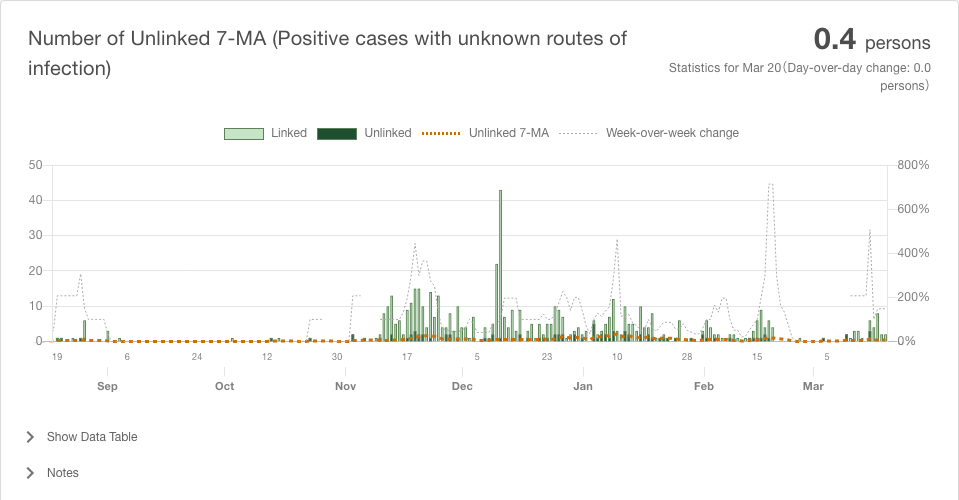 Number of Unlinked 7-MA (Positive cases with unknown routes of
infection)
0.4 persons
Statistics for Mar 20(Day-over-day change: 0.0
persons)
Linked Unlinked Unlinked 7-MA Week-over-week change
50 800%
40 600%
30 400%
20 200%
10 0%
0
19 6 24 12 30 17 5 23 10 28 15 5
Sep Oct Nov Dec Jan Feb Mar
Show Data Table
Notes